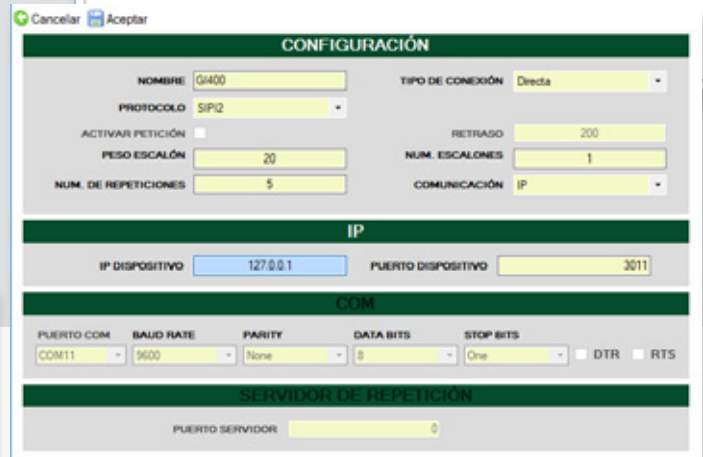 Cancelar Aceptar
CONFIGURACIÓN
NOMBRE GI400 TIPO DE CONEXIÓN Directa
PROTOCOLO SIPI2
ACTIVAR PETICIÓN RETRASO 200
PESO ESCALÓN 20 NUM. ESCALONES 1
NUM. DE REPETICIONES 5 COMUNICACIÓN IP
IP
IP DISPOSITIVO 127.0.0.1 PUERTO DISPOSITIVO 3011
COM
PUERTO COM BAUD RATE PARITY DATA BITS STOP BITS
COM11 9600 None 8 One DTR RTS
SERVIDOR DE REPETICIÓN
PUERTO SERVIDOR 0